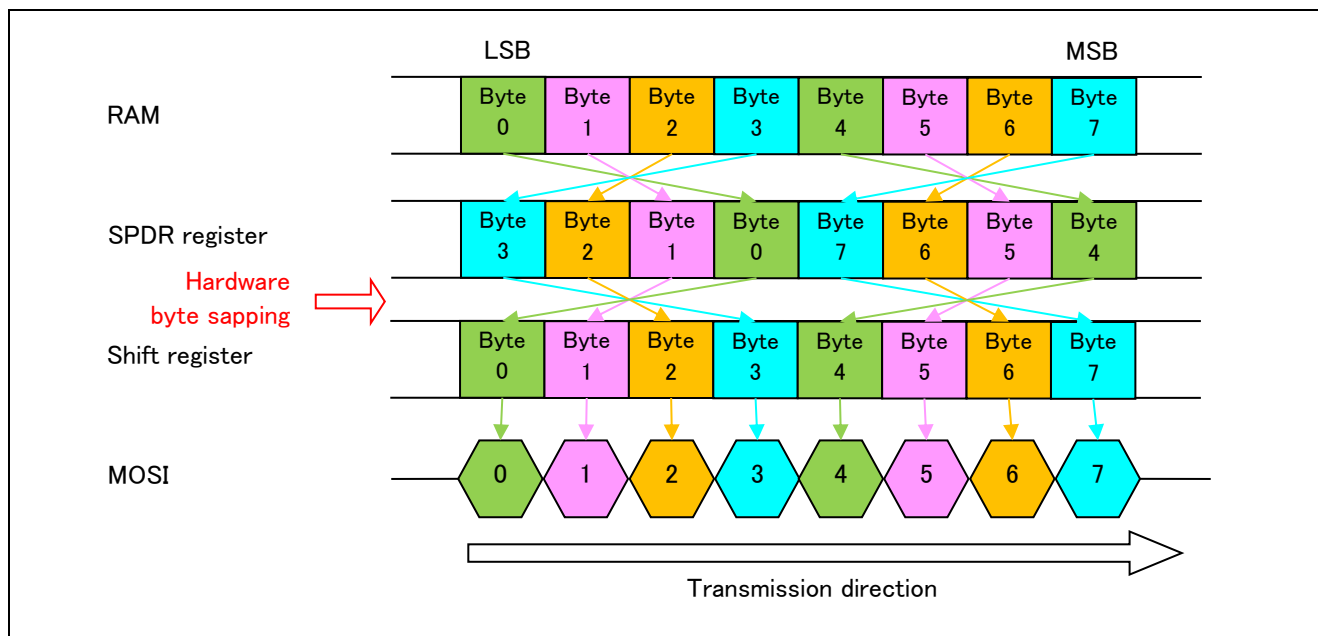 LSB MSB
RAM
Byte Byte Byte Byte Byte Byte Byte Byte
0 1 2 3 4 5 6 7
SPDR register
Byte Byte Byte Byte Byte Byte Byte Byte
3 2 1 0 7 6 5 4
Hardware
byte sapping
Shift register
Byte Byte Byte Byte Byte Byte Byte Byte
0 1 2 3 4 5 6 7
MOSI
0 1 2 3 4 5 6 7
Transmission direction